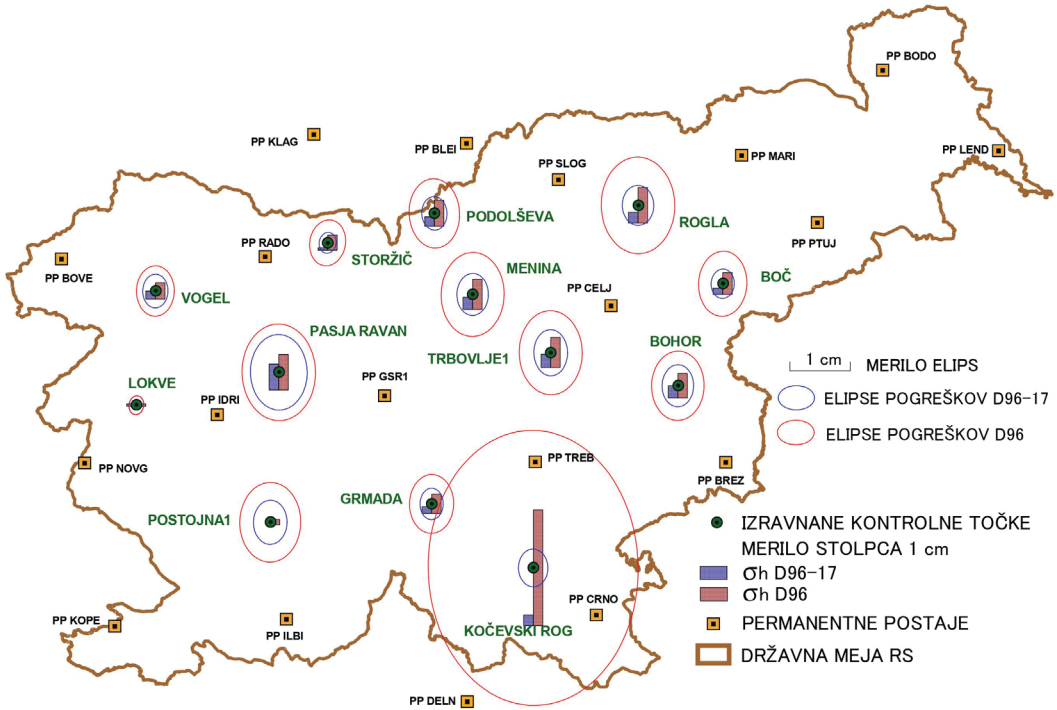 PP BODO
PP KLAG
PP BLEI
PP SLOG
PP MARI
PP LEND
PODOLŠEVA
ROGLA
PP PTUJ
PP RADO
STORŽIČ
PP BOVE
VOGEL
MENINA
PP CELJ
BOČ
PASJA RAVAN
TRBOVLJE1
BOHOR
1 cm
MERILO ELIPS
LOKVE
PP IDRI
PP GSR1
ELIPSE POGREŠKOV D96-17
ELIPSE POGREŠKOV D96
PP NOVG
PP TREB
PP BREZ
GRMADA
POSTOJNA1
IZRAVNANE KONTROLNE TOČKE
MERILO STOLPCA 1 cm
σh D96-17
σh D96
PP KOPE
PP ILBI
KOČEVSKI ROG
PP CRNO
PERMANENTNE POSTAJE
DRŽAVNA MEJA RS
PP DELN